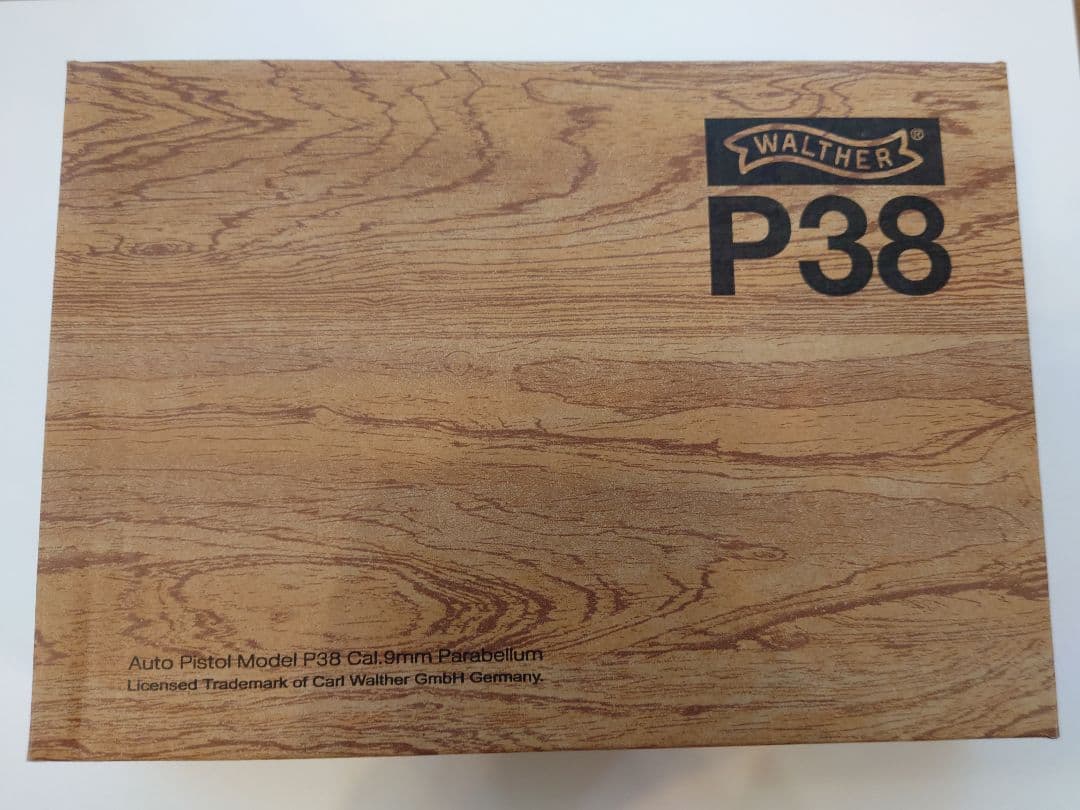 WALTHER®
P38
Auto Pistol Model P38 Cal.9mm Parabellum
Licensed Trademark of Carl Walther GmbH Germany.